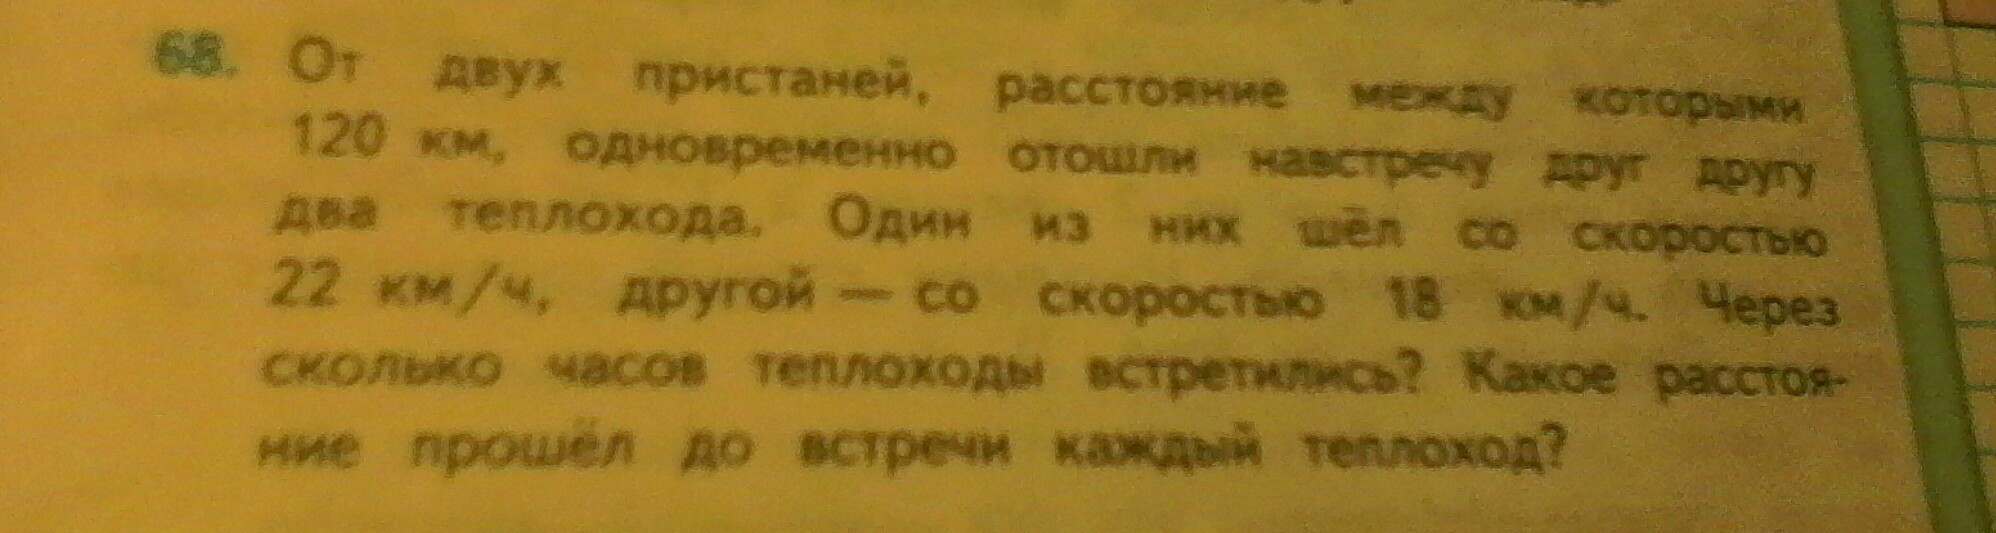 68. От двух пристаней, расстояние между которыми
120 км, одновременно отошли навстречу друг другу
два теплохода. Один из них шёл со скоростью
22 км/ч, другой — со скоростью 18 км/ч. Через
сколько часов теплоходы встретились? Какое расстоя-
ние прошёл до встречи каждый теплоход?